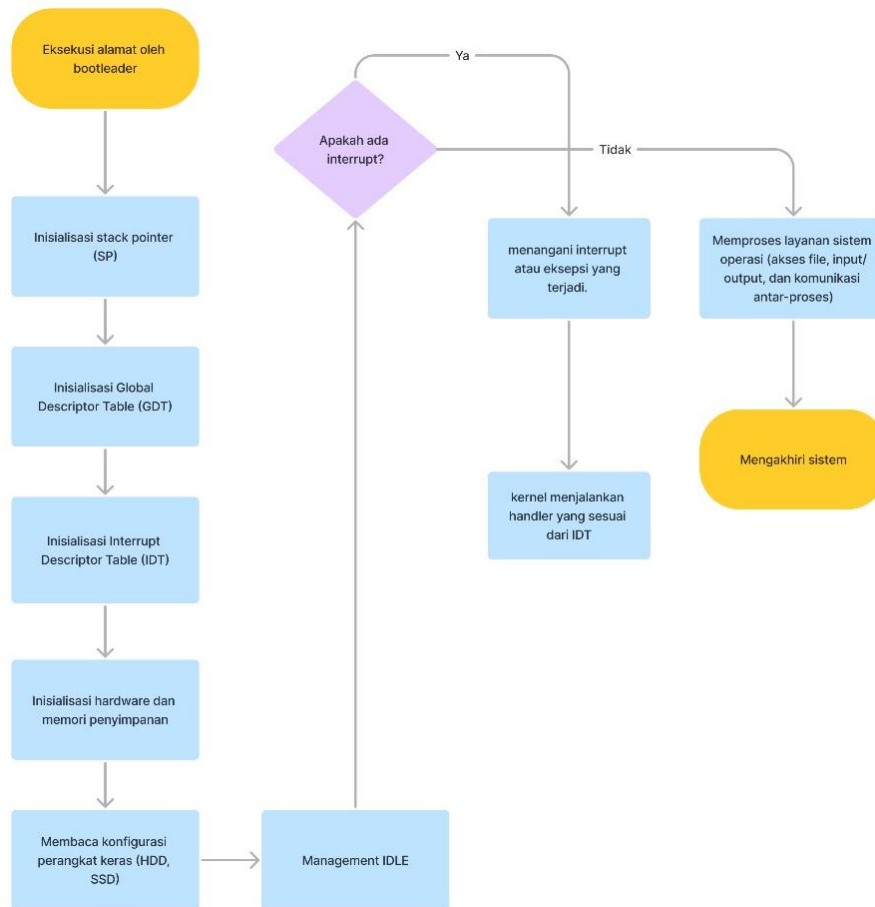 Eksekusi alamat oleh
bootleader
Inisialisasi stack pointer
(SP)
Inisialisasi Global
Descriptor Table (GDT)
Inisialisasi Interrupt
Descriptor Table (IDT)
Inisialisasi hardware dan
memori penyimpanan
Membaca konfigurasi
perangkat keras (HDD,
SSD)
Management IDLE
Apakah ada
interrupt?
Ya
Tidak
menangani interrupt
atau eksepsi yang
terjadi.
kernel menjalankan
handler yang sesuai
dari IDT
Memproses layanan sistem
operasi (akses file, input/
output, dan komunikasi
antar-proses)
Mengakhiri sistem